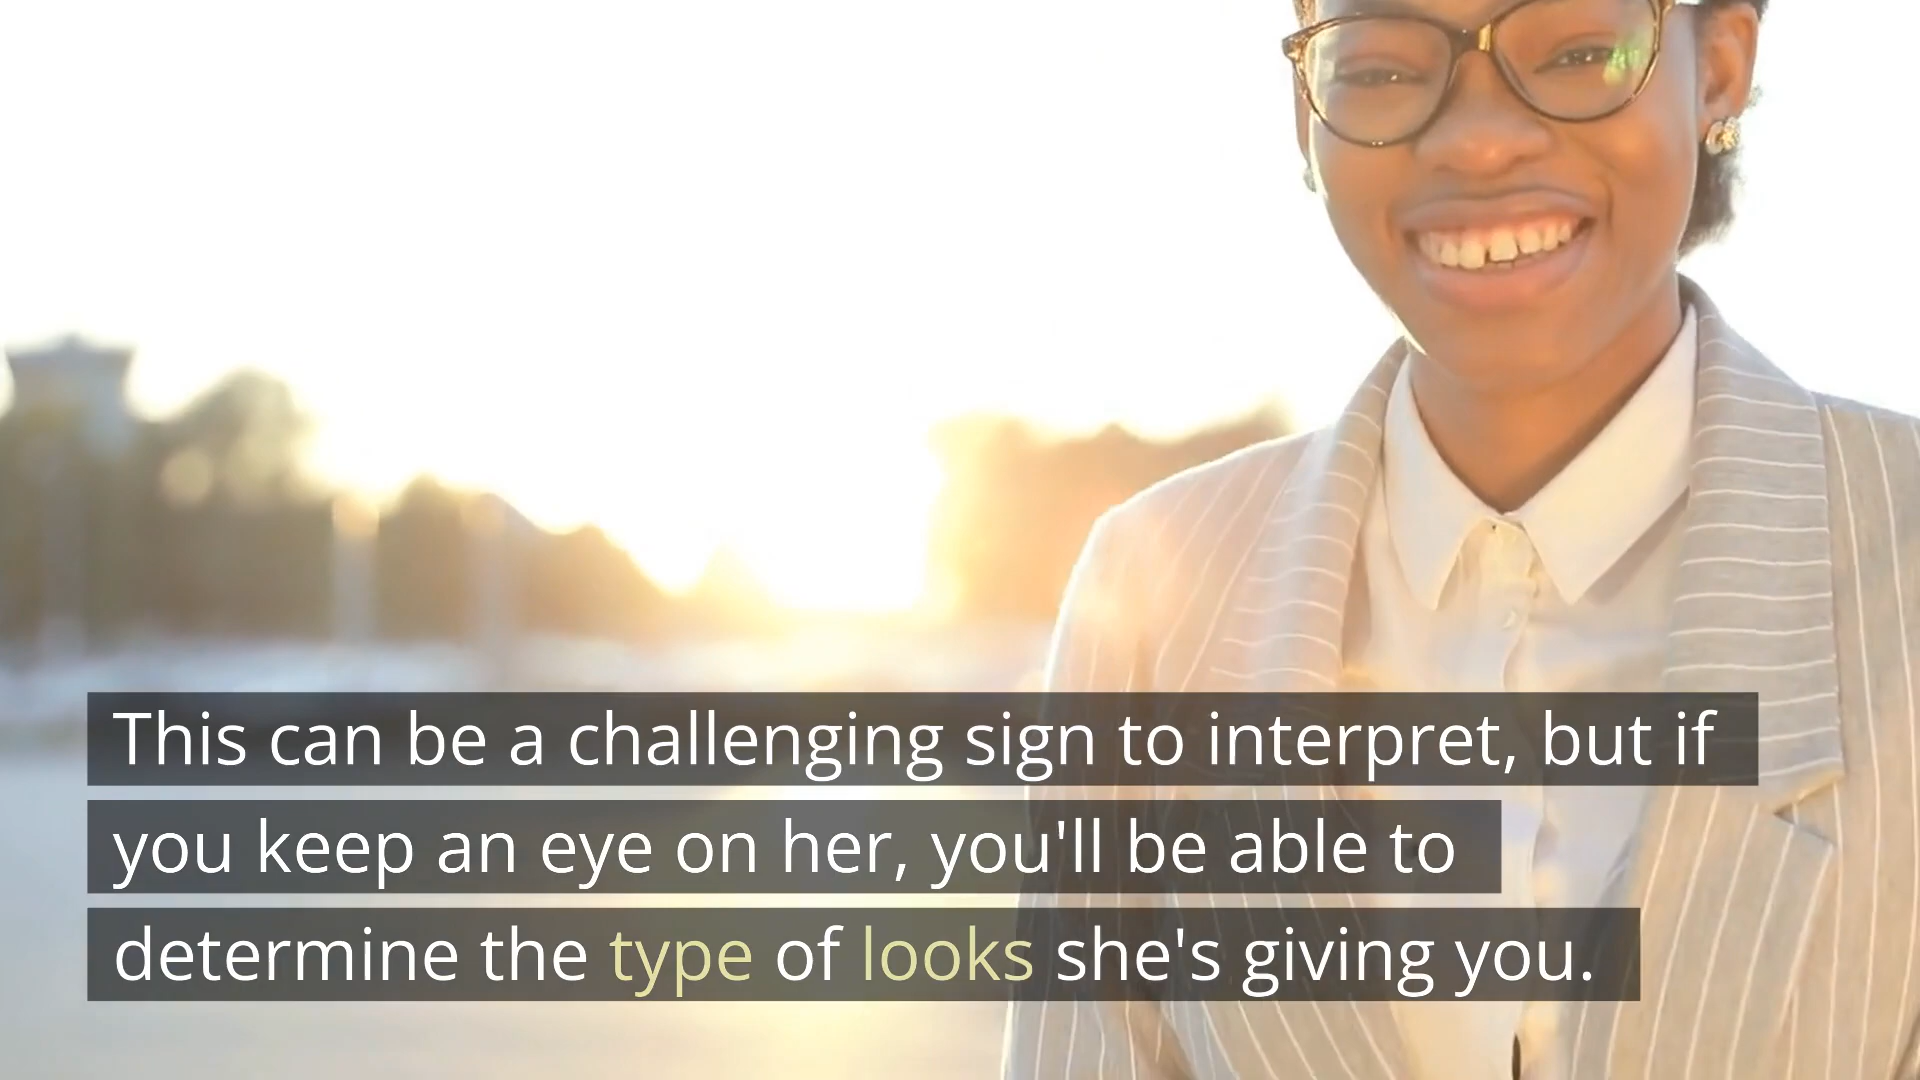 This can be a challenging sign to interpret, but if
you keep an eye on her, you'll be able to
determine the type of looks she's giving you.